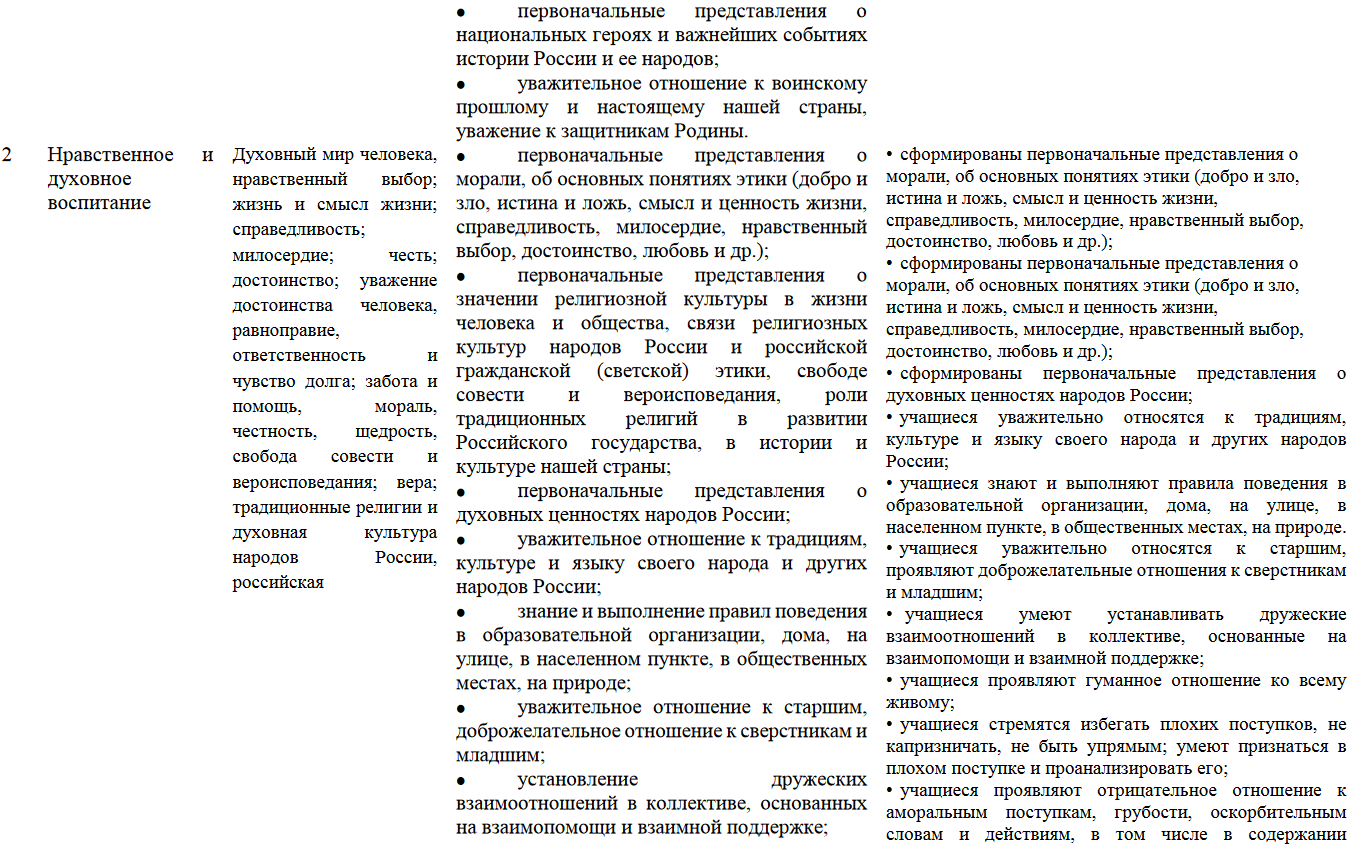 ● первоначальные представления о
национальных героях и важнейших событиях
истории России и ее народов;
● уважительное отношение к воинскому
прошлому и настоящему нашей страны,
уважение к защитникам Родины.
2
Нравственное и
духовное
воспитание
Духовный мир человека,
нравственный выбор;
жизнь и смысл жизни;
справедливость;
милосердие; честь;
достоинство; уважение
достоинства человека,
равноправие,
ответственность и
чувство долга; забота и
помощь, мораль,
честность, щедрость,
свобода совести и
вероисповедания; вера;
традиционные религии и
духовная культура
народов России,
российская
● первоначальные представления о
морали, об основных понятиях этики (добро и
зло, истина и ложь, смысл и ценность жизни,
справедливость, милосердие, нравственный
выбор, достоинство, любовь и др.);
● первоначальные представления о
значении религиозной культуры в жизни
человека и общества, связи религиозных
культур народов России и российской
гражданской (светской) этики, свободе
совести и вероисповедания, роли
традиционных религий в развитии
Российского государства, в истории и
культуре нашей страны;
● первоначальные представления о
духовных ценностях народов России;
● уважительное отношение к традициям,
культуре и языку своего народа и других
народов России;
● знание и выполнение правил поведения
в образовательной организации, дома, на
улице, в населенном пункте, в общественных
местах, на природе;
● уважительное отношение к старшим,
доброжелательное отношение к сверстникам и
младшим;
● установление дружеских
взаимоотношений в коллективе, основанных
на взаимопомощи и взаимной поддержке;
• сформированы первоначальные представления о
морали, об основных понятиях этики (добро и зло,
истина и ложь, смысл и ценность жизни,
справедливость, милосердие, нравственный выбор,
достоинство, любовь и др.);
• сформированы первоначальные представления о
морали, об основных понятиях этики (добро и зло,
истина и ложь, смысл и ценность жизни,
справедливость, милосердие, нравственный выбор,
достоинство, любовь и др.);
• сформированы первоначальные представления о
духовных ценностях народов России;
• учащиеся уважительно относятся к традициям,
культуре и языку своего народа и других народов
России;
• учащиеся знают и выполняют правила поведения в
образовательной организации, дома, на улице, в
населенном пункте, в общественных местах, на природе.
• учащиеся уважительно относятся к старшим,
проявляют доброжелательные отношения к сверстникам
и младшим;
• учащиеся умеют устанавливать дружеские
взаимоотношений в коллективе, основанные на
взаимопомощи и взаимной поддержке;
• учащиеся проявляют гуманное отношение ко всему
живому;
• учащиеся стремятся избегать плохих поступков, не
капризничать, не быть упрямым; умеют признаться в
плохом поступке и проанализировать его;
• учащиеся проявляют отрицательное отношение к
аморальным поступкам, грубости, оскорбительным
словам и действиям, в том числе в содержании